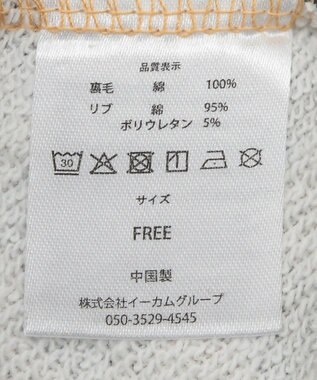 品質表示
裏毛 綿 100%
リブ 綿 95%
ポリウレタン 5%
30
サイズ
FREE
中国製
株式会社イーカムグループ
050-3529-4545